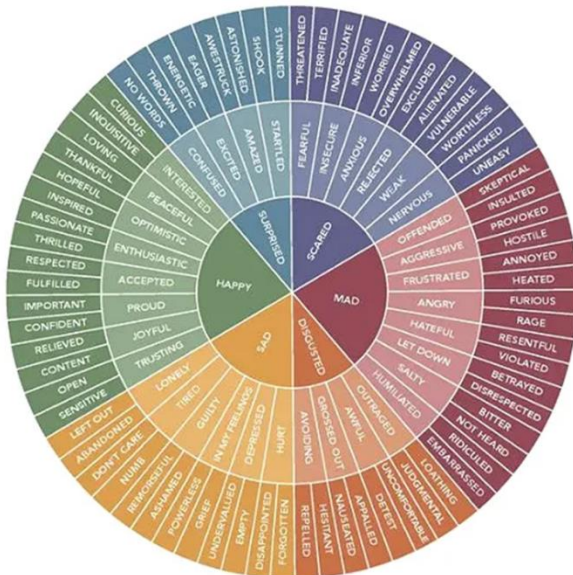 SURPRISED
SCARED
MAD
DISGUSTED
SAD
HAPPY
CONFUSED
EXCITED
AMAZED
STARTLED
FEARFUL
INSECURE
ANXIOUS
REJECTED
WEAK
NERVOUS
OFFENDED
AGGRESSIVE
FRUSTRATED
ANGRY
HATEFUL
LET DOWN
SALTY
HUMILIATED
OUTRAGED
AWFUL
GROSSED OUT
AVOIDING
HURT
DEPRESSED
IN MY FEELINGS
GUILTY
TIRED
LONELY
TRUSTING
JOYFUL
PROUD
ACCEPTED
ENTHUSIASTIC
OPTIMISTIC
PEACEFUL
INTERESTED
NO WORDS
THROWN
ENERGETIC
EAGER
AWESTRUCK
ASTONISHED
SHOOK
STUNNED
THREATENED
TERRIFIED
INADEQUATE
INFERIOR
WORRIED
OVERWHELMED
EXCLUDED
ALIENATED
VULNERABLE
WORTHLESS
PANICKED
UNEASY
SKEPTICAL
INSULTED
PROVOKED
HOSTILE
ANNOYED
HEATED
FURIOUS
RAGE
RESENTFUL
VIOLATED
BETRAYED
DISRESPECTED
BITTER
NOT HEARD
RIDICULED
EMBARRASSED
LOATHING
JUDGMENTAL
UNCOMFORTABLE
DETEST
APPALLED
NAUSEATED
HESITANT
REPELLED
FORGOTTEN
DISAPPOINTED
EMPTY
UNDERVALUED
GRIEF
POWERLESS
ASHAMED
REMORSEFUL
NUMB
DON'T CARE
ABANDONED
LEFT OUT
SENSITIVE
OPEN
CONTENT
RELIEVED
CONFIDENT
IMPORTANT
FULFILLED
RESPECTED
THRILLED
PASSIONATE
INSPIRED
HOPEFUL
THANKFUL
LOVING
INQUISITIVE
CURIOUS